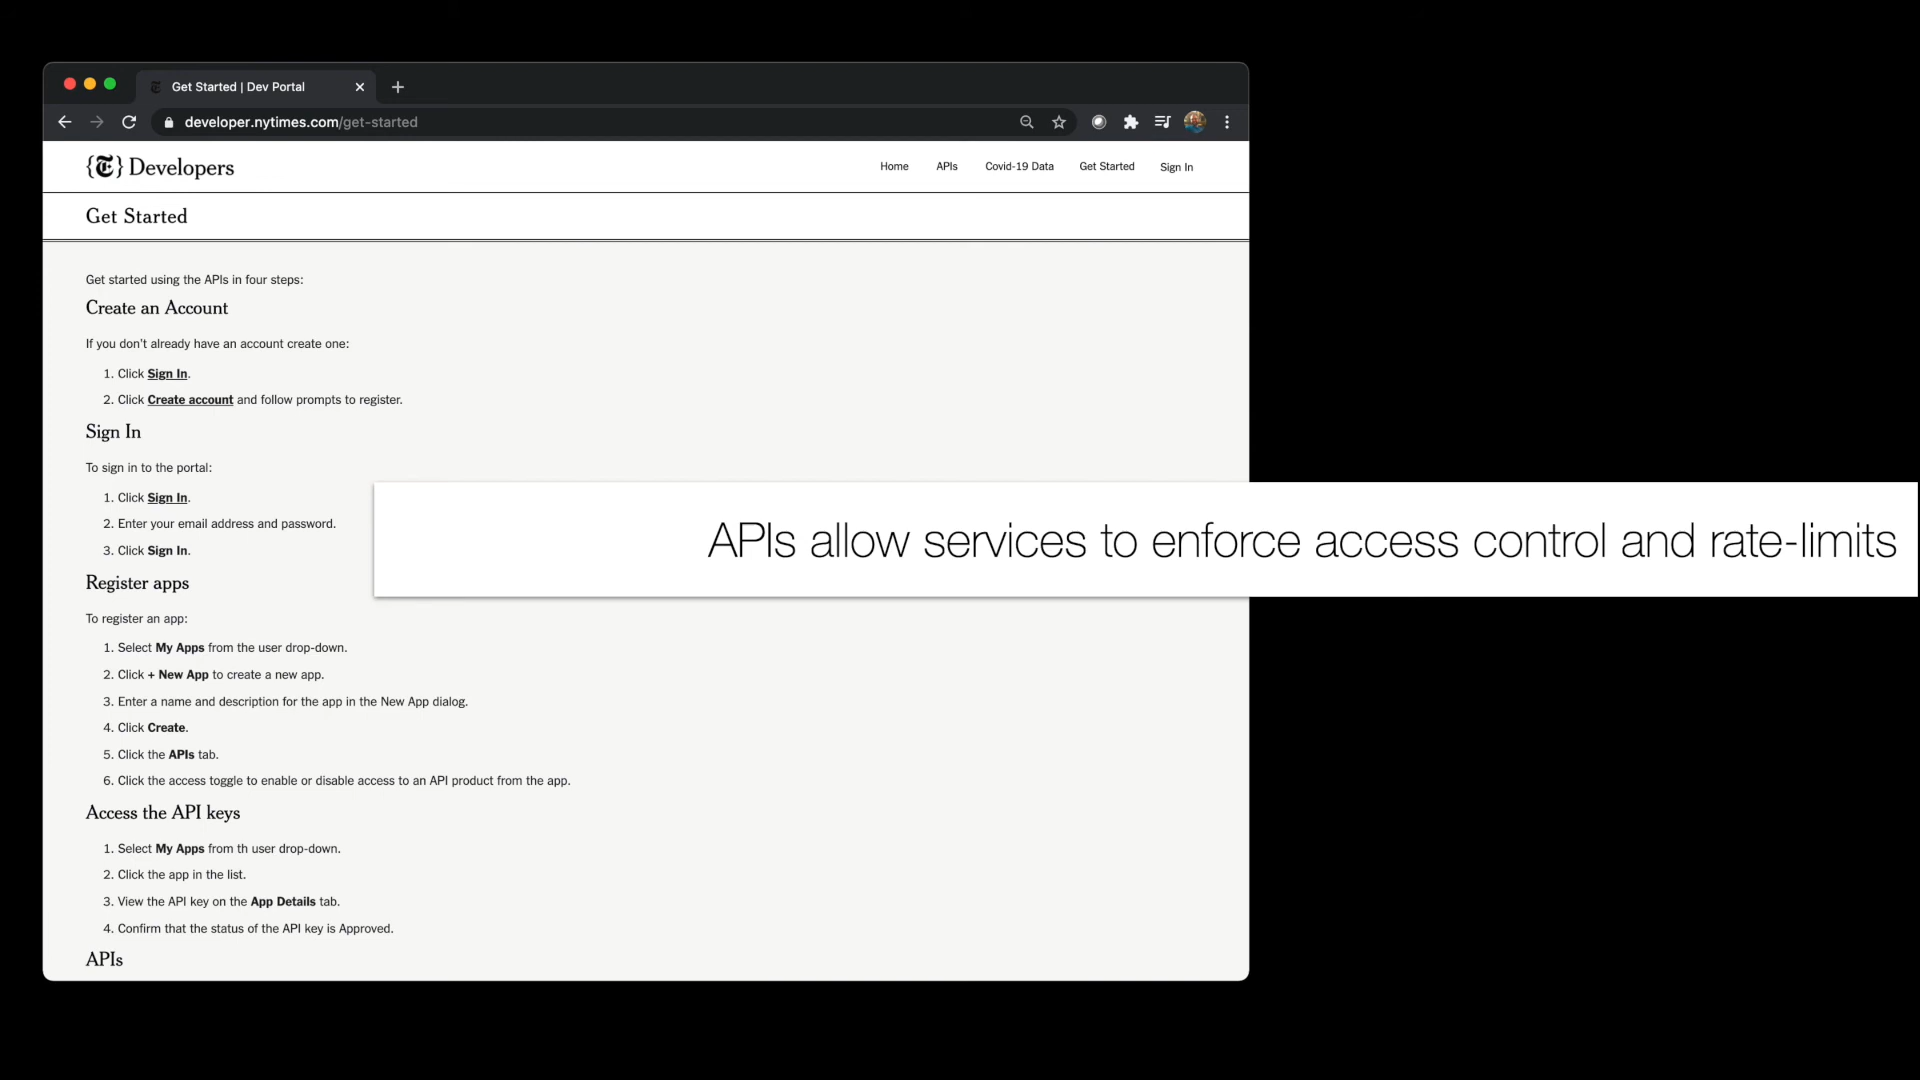 Get Started | Dev Portal
developer.nytimes.com/get-started
{T} Developers
Home APIs Covid-19 Data Get Started Sign In
Get Started
Get started using the APIs in four steps:
Create an Account
If you don't already have an account create one:
1. Click Sign In.
2. Click Create account and follow prompts to register.
Sign In
To sign in to the portal:
1. Click Sign In.
2. Enter your email address and password.
APIs allow services to enforce access control and rate-limits
3. Click Sign In.
Register apps
To register an app:
1. Select My Apps from the user drop-down.
2. Click + New App to create a new app.
3. Enter a name and description for the app in the New App dialog.
4. Click Create.
5. Click the APIs tab.
6. Click the access toggle to enable or disable access to an API product from the app.
Access the API keys
1. Select My Apps from th user drop-down.
2. Click the app in the list.
3. View the API key on the App Details tab.
4. Confirm that the status of the API key is Approved.
APIs